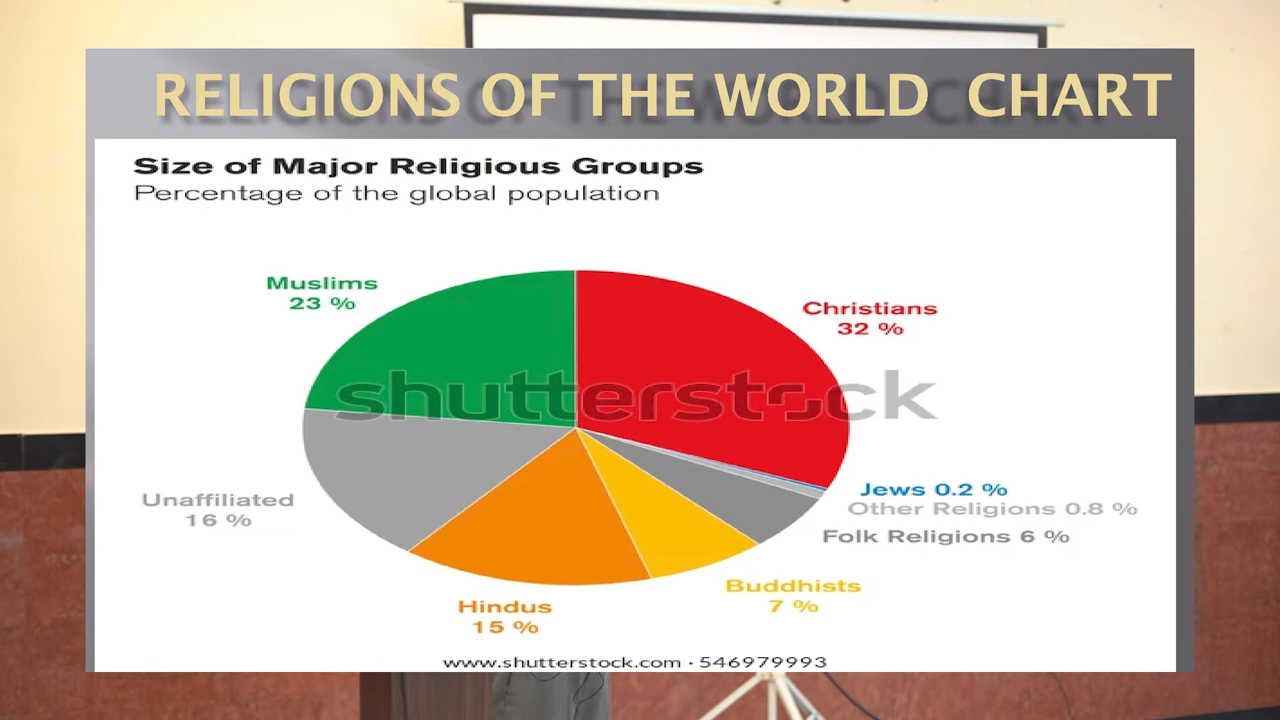 RELIGIONS OF THE WORLD CHART
Size of Major Religious Groups
Percentage of the global population
Muslims
23 %
Christians
32 %
shutterstock
Jews 0.2 %
Unaffiliated
16 %
Other Religions 0.8 %
Folk Religions 6 %
Buddhists
7 %
Hindus
15 %
www.shutterstock.com · 546979993